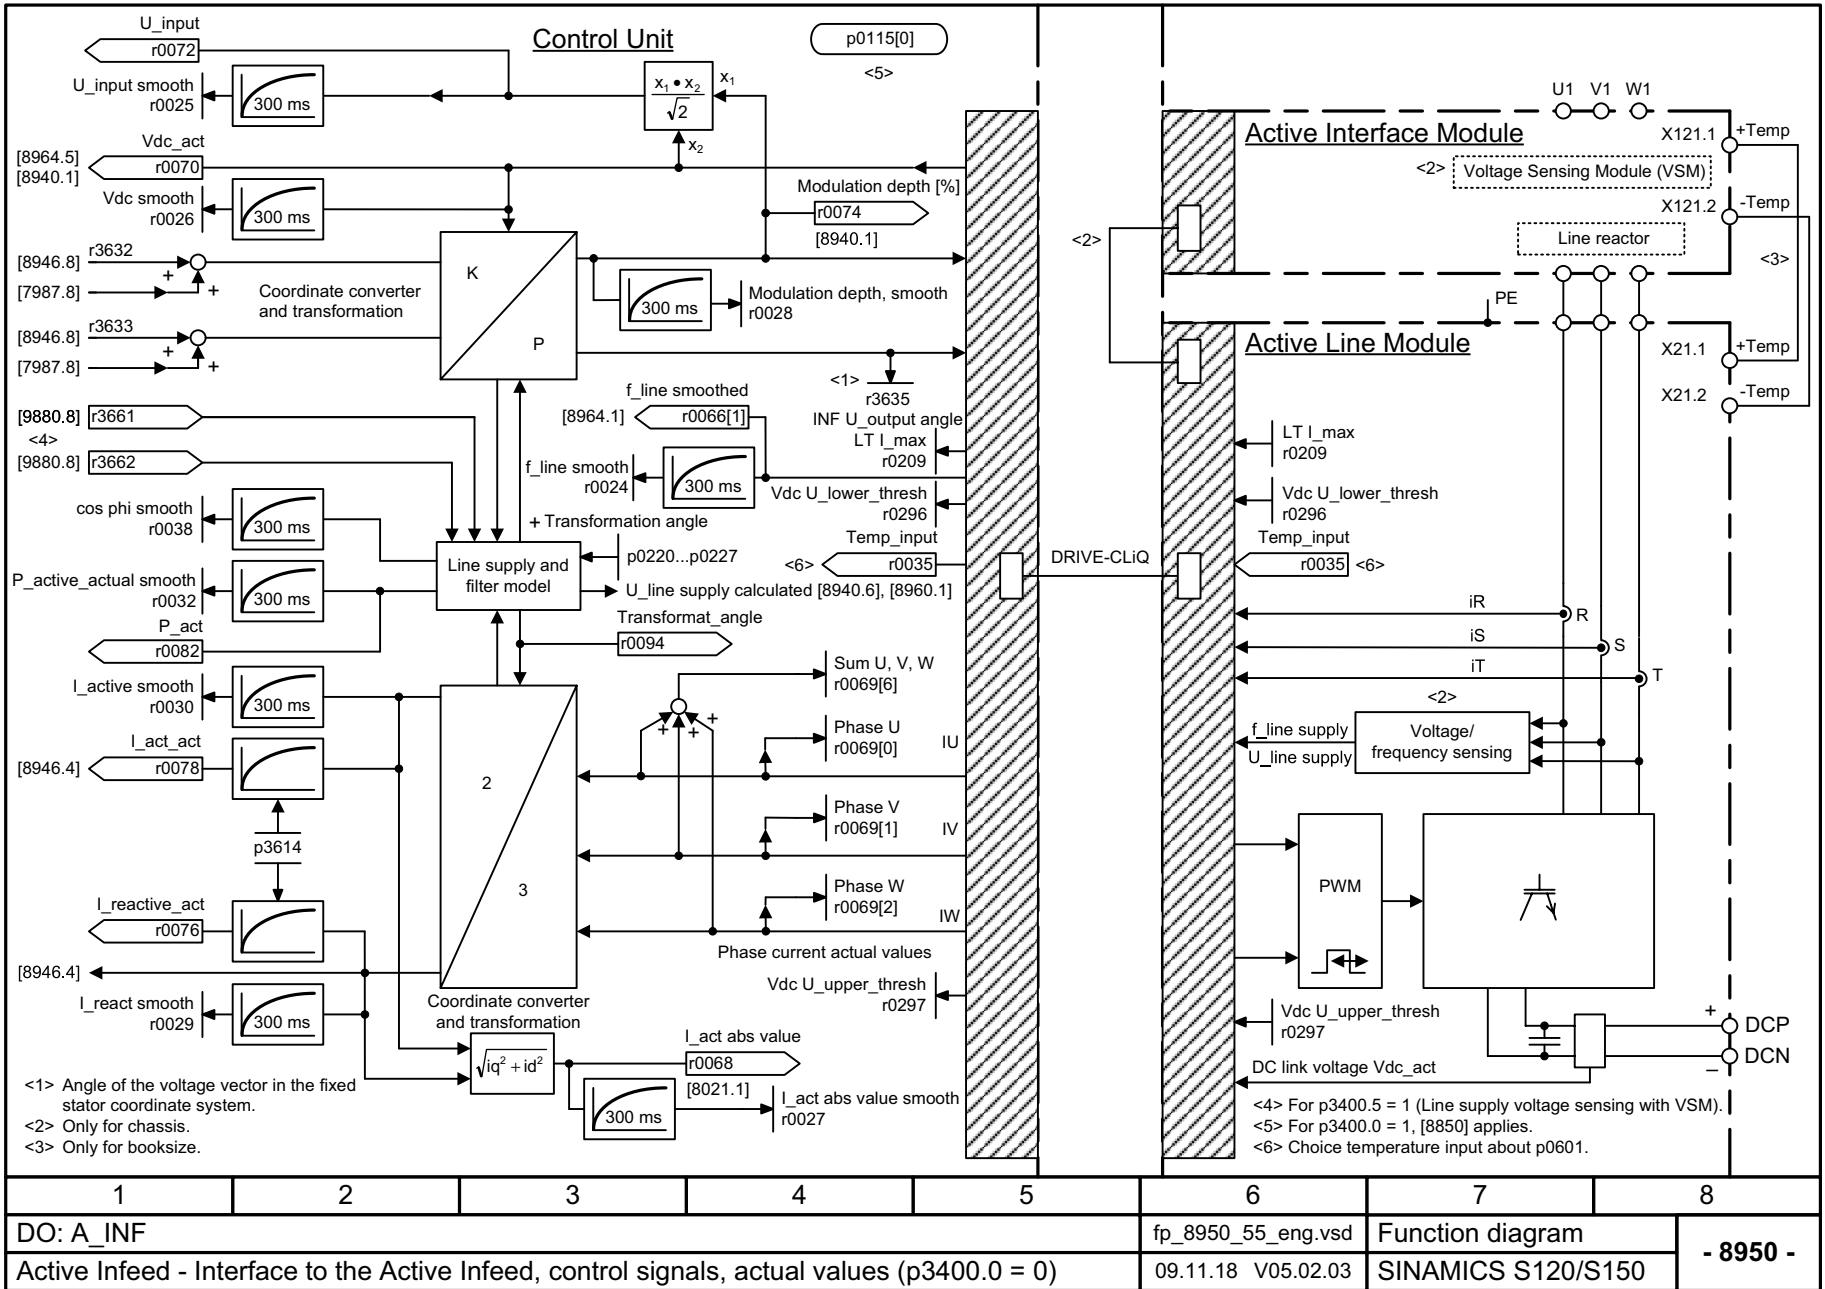 U_input
r0072
Control Unit
p0115[0]
<5>
U_input smooth
r0025
300 ms
x1 • x2
√2
x1
x2
Vdc_act
[8964.5]
[8940.1]
r0070
Vdc smooth
r0026
300 ms
Modulation depth [%]
r0074
[8940.1]
[8946.8]
r3632
+
+
[7987.8]
[8946.8]
r3633
+
+
[7987.8]
Coordinate converter
and transformation
K
P
300 ms
Modulation depth, smooth
r0028
<1>
r3635
INF U_output angle
[9880.8]
r3661
<4>
[9880.8]
r3662
f_line smoothed
[8964.1]
r0066[1]
f_line smooth
r0024
300 ms
LT I_max
r0209
Vdc U_lower_thresh
r0296
Temp_input
<6>
r0035
cos phi smooth
r0038
300 ms
+ Transformation angle
Line supply and
filter model
p0220...p0227
U_line supply calculated [8940.6], [8960.1]
P_active_actual smooth
r0032
300 ms
P_act
r0082
Transformat_angle
r0094
I_active smooth
r0030
300 ms
I_act_act
[8946.4]
r0078
p3614
I_reactive_act
r0076
[8946.4]
I_react smooth
r0029
300 ms
2
3
Coordinate converter
and transformation
Sum U, V, W
r0069[6]
+
+
+
Phase U
r0069[0]
IU
Phase V
r0069[1]
IV
Phase W
r0069[2]
IW
Phase current actual values
Vdc U_upper_thresh
r0297
√iq² + id²
I_act abs value
r0068
[8021.1]
300 ms
I_act abs value smooth
r0027
<1> Angle of the voltage vector in the fixed
stator coordinate system.
<2> Only for chassis.
<3> Only for booksize.
DRIVE-CLiQ
<2>
U1 V1 W1
Active Interface Module
<2>
Voltage Sensing Module (VSM)
Line reactor
X121.1
+Temp
X121.2
-Temp
<3>
PE
Active Line Module
X21.1
+Temp
X21.2
-Temp
LT I_max
r0209
Vdc U_lower_thresh
r0296
Temp_input
r0035
<6>
iR
R
iS
S
iT
T
<2>
f_line supply
U_line supply
Voltage/
frequency sensing
PWM
Vdc U_upper_thresh
r0297
+
DCP
DCN
–
DC link voltage Vdc_act
<4> For p3400.5 = 1 (Line supply voltage sensing with VSM).
<5> For p3400.0 = 1, [8850] applies.
<6> Choice temperature input about p0601.
1 2 3 4 5 6 7 8
DO: A_INF
fp_8950_55_eng.vsd
Function diagram
- 8950 -
Active Infeed - Interface to the Active Infeed, control signals, actual values (p3400.0 = 0)
09.11.18 V05.02.03
SINAMICS S120/S150